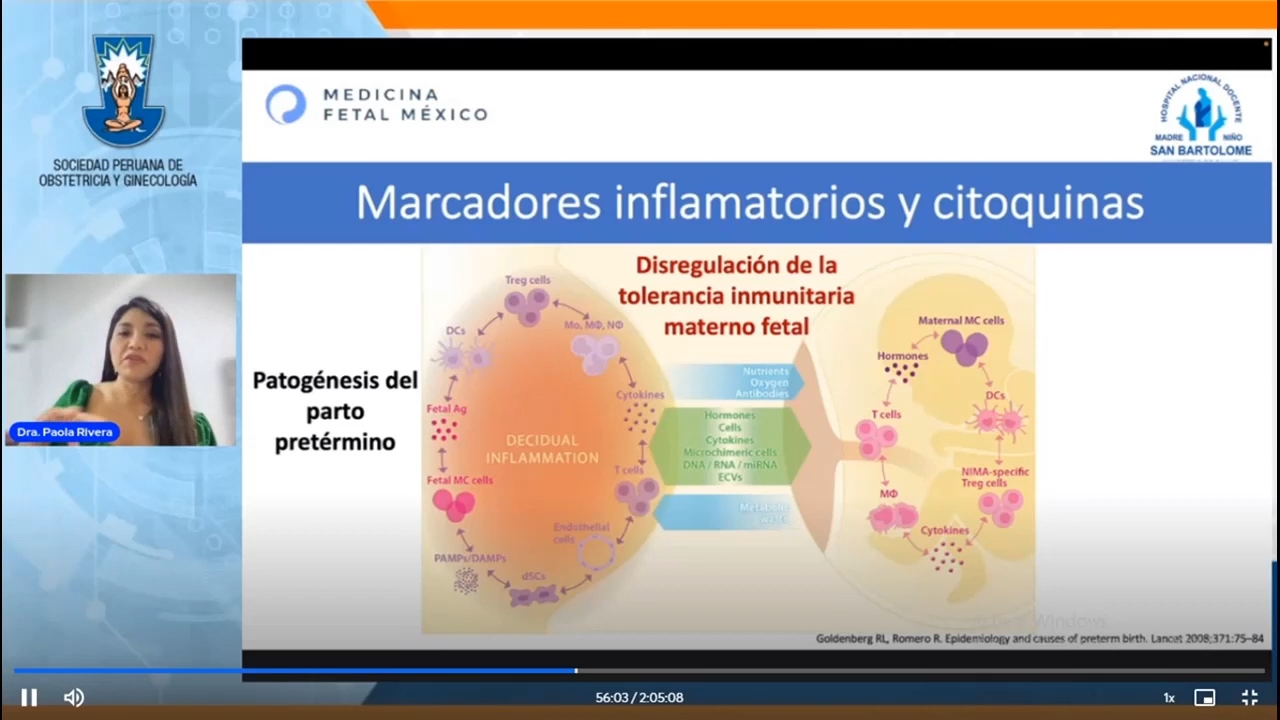 SOCIEDAD PERUANA DE
OBSTETRICIA Y GINECOLOGÍA
MEDICINA
FETAL MÉXICO
HOSPITAL NACIONAL DOCENTE
MADRE NIÑO
SAN BARTOLOME
Marcadores inflamatorios y citoquinas
Disregulación de la
tolerancia inmunitaria
materno fetal
Patogénesis del
parto
pretérmino
Treg cells
DCs
Mo, MΦ, NΦ
Fetal Ag
Cytokines
DECIDUAL
INFLAMMATION
Fetal MC cells
T cells
Endothelial
cells
PAMPs/DAMPs
dSCs
Nutrients
Oxygen
Antibodies
Hormones
Cells
Cytokines
Microchimeric cells
DNA / RNA / miRNA
ECVs
Metabolic
waste
Maternal MC cells
Hormones
DCs
T cells
NIMA-specific
Treg cells
MΦ
Cytokines
Goldenberg RL, Romero R. Epidemiology and causes of preterm birth. Lancet 2008;371:75–84
Dra. Paola Rivera
56:03 / 2:05:08
1x